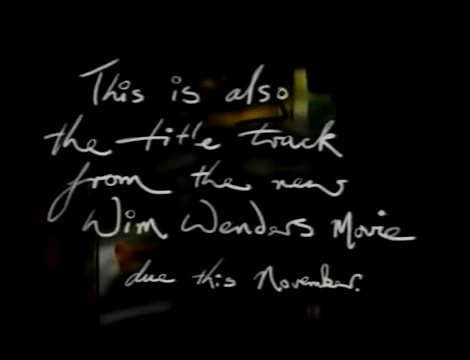 This is also
the title track
from the new
Wim Wenders Movie
due this November.